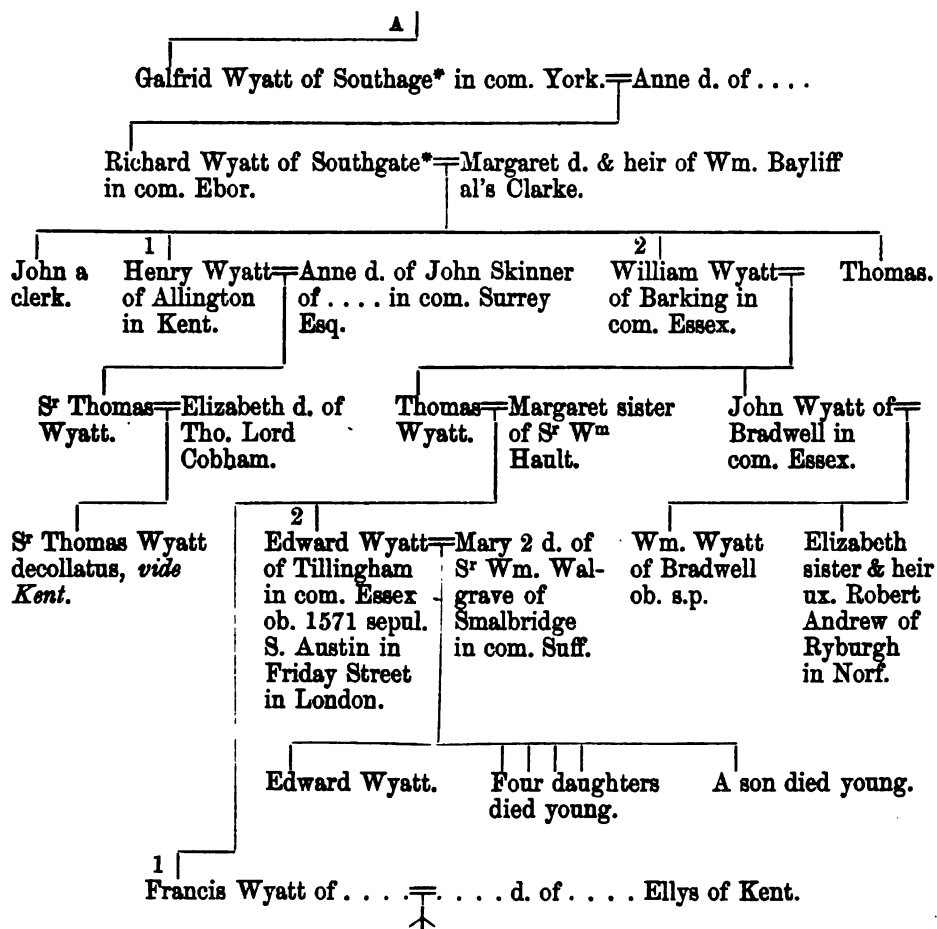 A
Galfrid Wyatt of Southage* in com. York.=Anne d. of . . . .
Richard Wyatt of Southgate*=Margaret d. & heir of Wm. Bayliff
in com. Ebor. al's Clarke.
1 2
John a Henry Wyatt=Anne d. of John Skinner William Wyatt= Thomas.
clerk. of Allington of . . . . in com. Surrey of Barking in
in Kent. Esq. com. Essex.
Sr Thomas=Elizabeth d. of Thomas=Margaret sister John Wyatt of=
Wyatt. Tho. Lord Wyatt. of Sr Wm Bradwell in
Cobham. Hault. com. Essex.
2
Sr Thomas Wyatt Edward Wyatt=Mary 2 d. of Wm. Wyatt Elizabeth
decollatus, vide of Tillingham Sr Wm. Wal- of Bradwell sister & heir
Kent. in com. Essex grave of ob. s.p. ux. Robert
ob. 1571 sepul. Smalbridge Andrew of
S. Austin in in com. Suff. Ryburgh
Friday Street in Norf.
in London.
Edward Wyatt. Four daughters A son died young.
died young.
1
Francis Wyatt of . . . .=. . . . d. of . . . . Ellys of Kent.